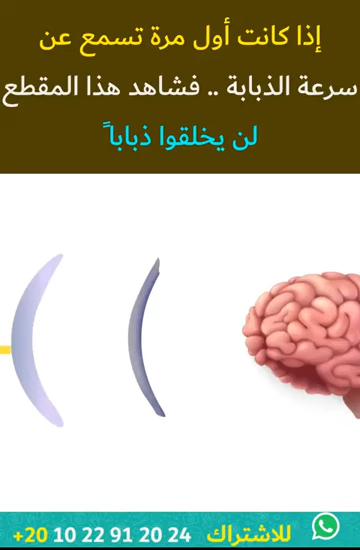 إذا كانت أول مرة تسمع عن
سرعة الذبابة .. فشاهد هذا المقطع
لن يخلقوا ذباباً
للاشتراك 24 20 91 22 10 20+